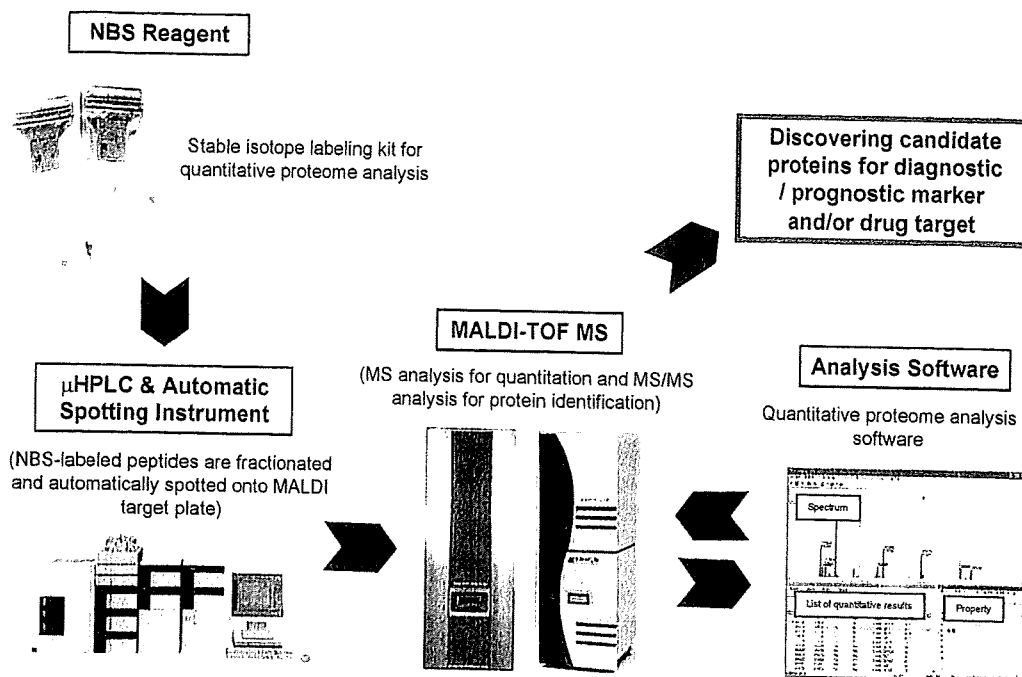 NBS Reagent
Stable isotope labeling kit for
quantitative proteome analysis
Discovering candidate
proteins for diagnostic
/ prognostic marker
and/or drug target
μHPLC & Automatic
Spotting Instrument
(NBS-labeled peptides are fractionated
and automatically spotted onto MALDI
target plate)
MALDI-TOF MS
(MS analysis for quantitation and MS/MS
analysis for protein identification)
Analysis Software
Quantitative proteome analysis
software
Spectrum
List of quantitative results
Property